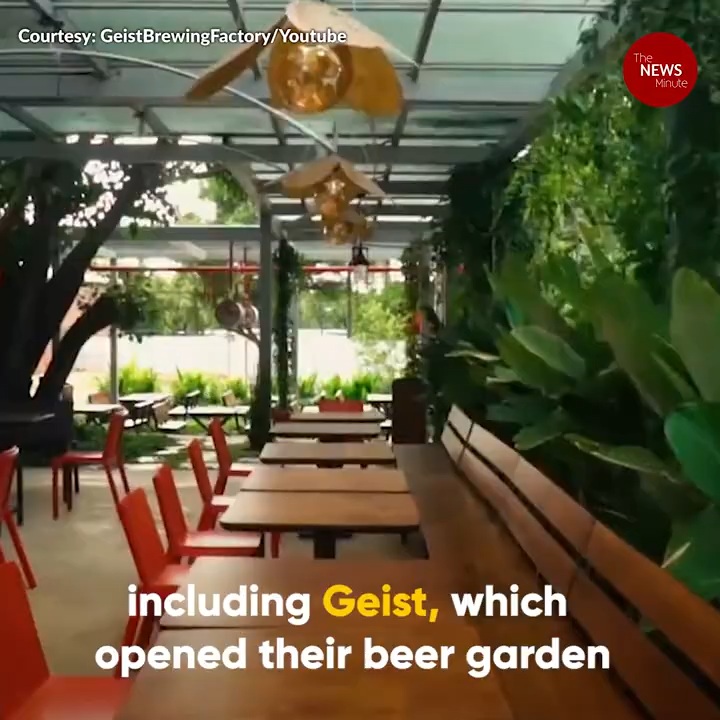 Courtesy: GeistBrewingFactory/Youtube
The
NEWS
Minute
including Geist, which
opened their beer garden